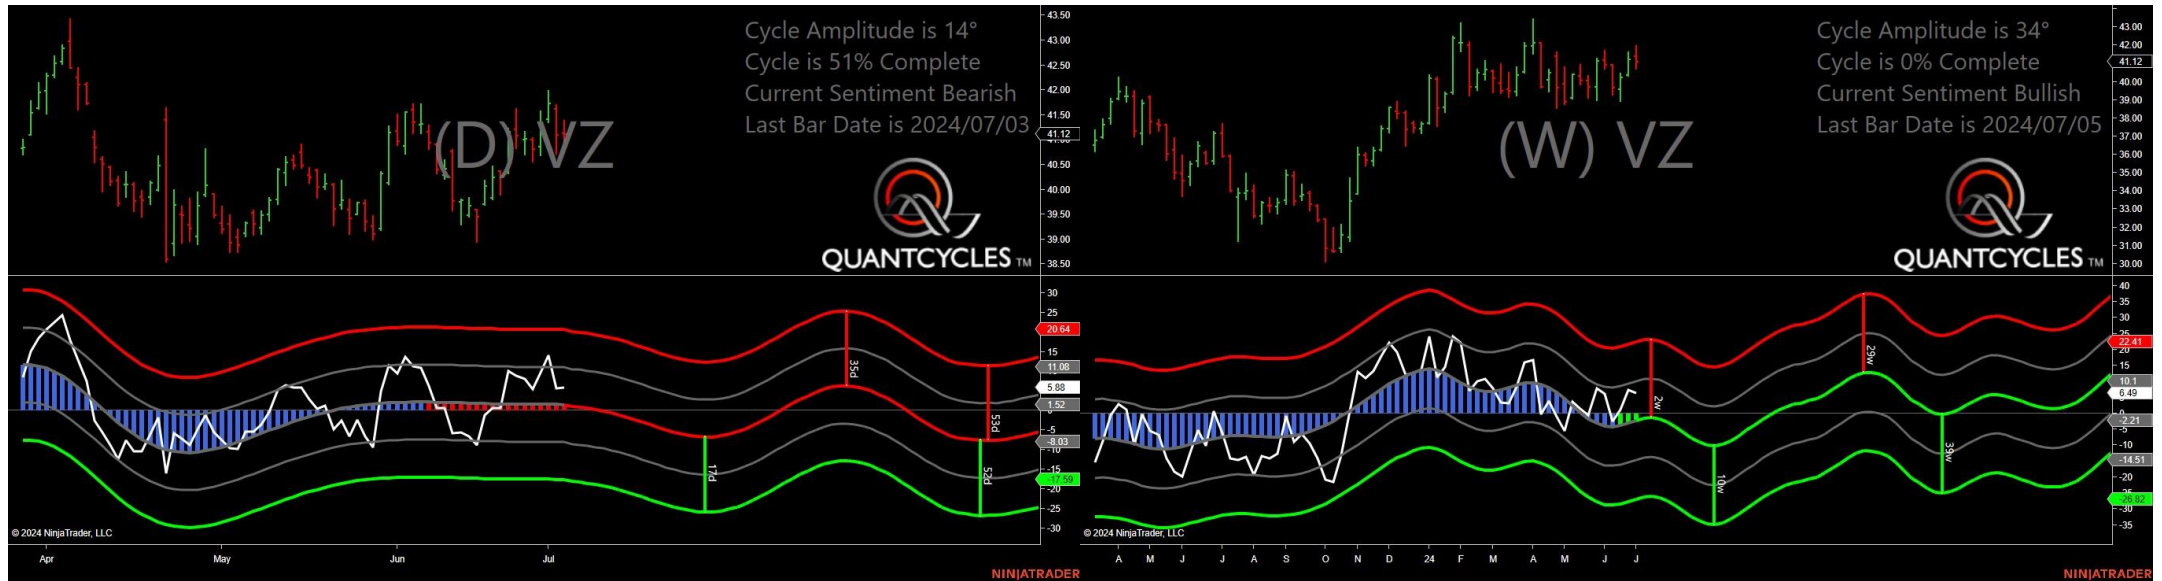 Cycle Amplitude is 14°
Cycle is 51% Complete
Current Sentiment Bearish
Last Bar Date is 2024/07/03
(D) VZ
QUANTCYCLES TM
43.50
43.00
42.50
42.00
41.50
41.12
40.50
40.00
39.50
39.00
38.50
30
25
20.64
15
11.08
5.88
1.52
-5
-8.03
-10
-15
-17.59
-20
-25
-30
35d
53d
17d
52d
© 2024 NinjaTrader, LLC
Apr May Jun Jul
NINJATRADER
Cycle Amplitude is 34°
Cycle is 0% Complete
Current Sentiment Bullish
Last Bar Date is 2024/07/05
(W) VZ
QUANTCYCLES TM
43.00
42.00
41.12
40.00
39.00
38.00
37.00
36.00
35.00
34.00
33.00
32.00
31.00
30.00
40
35
30
25
22.41
20
15
10.1
6.49
0
-2.21
-5
-10
-14.51
-20
-26.82
-30
-35
2w
29w
10w
39w
© 2024 NinjaTrader, LLC
A M J J A S O N D 24 F M A M J J
NINJATRADER